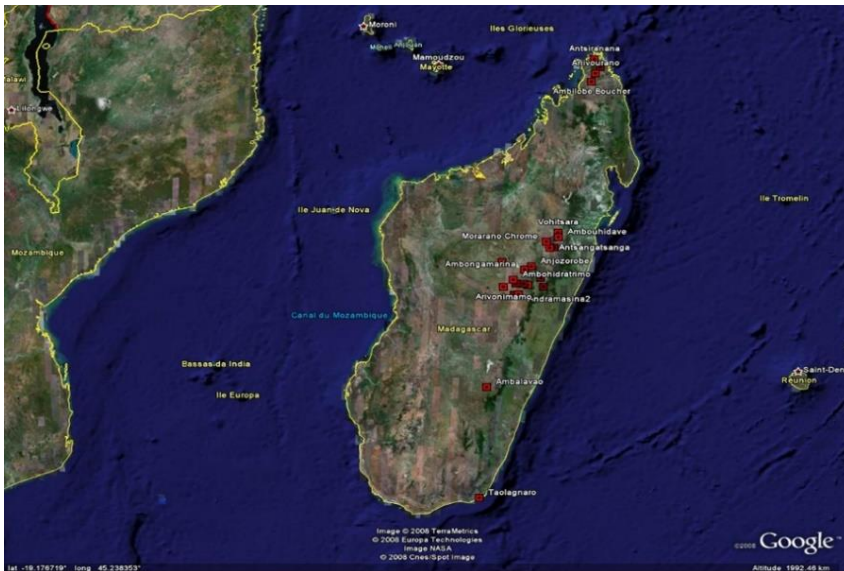 Moroni
Iles Glorieuses
Mamoudzou
Mayotte
Antsiranana
Anivourano
Ambilobe Boucher
Malawi
Lilongwe
Ile Juan de Nova
Ile Tromelin
Vohitsara
Ambouhidave
Morarano Chrome
Antsangatsanga
Mozambique
Ambongamarina
Anjozorobe
Ambohidratrimo
Arivonimamo
Andramasina2
Canal du Mozambique
Madagascar
Bassas da India
Saint-Den
Réunion
Ile Europa
Ambalavao
Taolagnaro
Image © 2008 TerraMetrics
© 2008 Europa Technologies
Image NASA
© 2008 Cnes/Spot Image
©2008 Google™
lat -19.176719° long 45.238353°
Altitude 1992.46 km